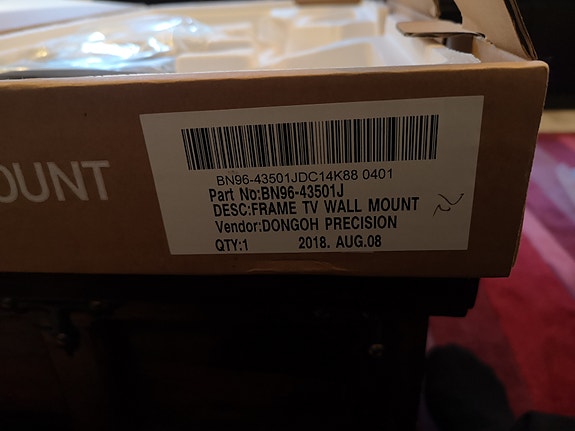 OUNT
BN96-43501JDC14K88 0401
Part No:BN96-43501J
DESC:FRAME TV WALL MOUNT
Vendor:DONGOH PRECISION
QTY:1 2018. AUG.08